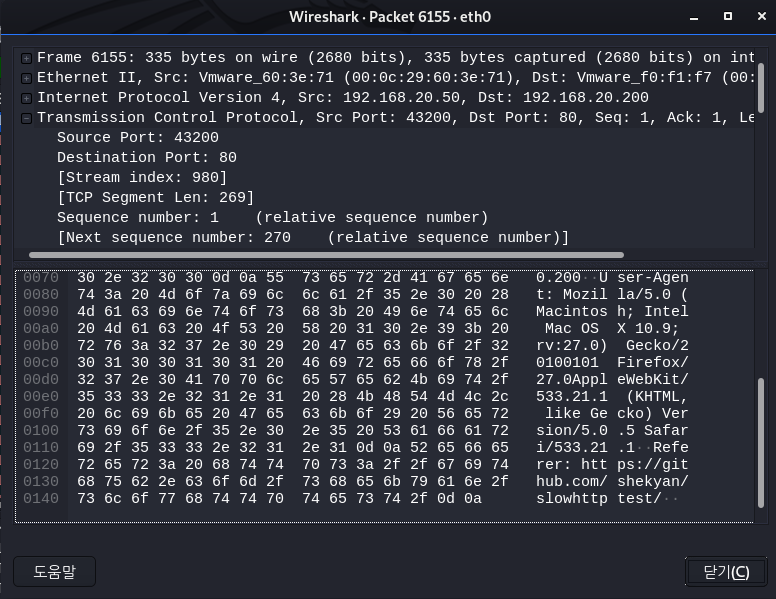 Wireshark · Packet 6155 · eth0
Frame 6155: 335 bytes on wire (2680 bits), 335 bytes captured (2680 bits) on int
Ethernet II, Src: Vmware_60:3e:71 (00:0c:29:60:3e:71), Dst: Vmware_f0:f1:f7 (00:
Internet Protocol Version 4, Src: 192.168.20.50, Dst: 192.168.20.200
Transmission Control Protocol, Src Port: 43200, Dst Port: 80, Seq: 1, Ack: 1, Le
Source Port: 43200
Destination Port: 80
[Stream index: 980]
[TCP Segment Len: 269]
Sequence number: 1    (relative sequence number)
[Next sequence number: 270    (relative sequence number)]
0070  30 2e 32 30 30 0d 0a 55  73 65 72 2d 41 67 65 6e   0.200··U ser-Agen
0080  74 3a 20 4d 6f 7a 69 6c  6c 61 2f 35 2e 30 20 28   t: Mozil la/5.0 (
0090  4d 61 63 69 6e 74 6f 73  68 3b 20 49 6e 74 65 6c   Macintos h; Intel
00a0  20 4d 61 63 20 4f 53 20  58 20 31 30 2e 39 3b 20    Mac OS  X 10.9;
00b0  72 76 3a 32 37 2e 30 29  20 47 65 63 6b 6f 2f 32   rv:27.0)  Gecko/2
00c0  30 31 30 30 31 30 31 20  46 69 72 65 66 6f 78 2f   0100101  Firefox/
00d0  32 37 2e 30 41 70 70 6c  65 57 65 62 4b 69 74 2f   27.0Appl eWebKit/
00e0  35 33 33 2e 32 31 2e 31  20 28 4b 48 54 4d 4c 2c   533.21.1  (KHTML,
00f0  20 6c 69 6b 65 20 47 65  63 6b 6f 29 20 56 65 72    like Ge cko) Ver
0100  73 69 6f 6e 2f 35 2e 30  2e 35 20 53 61 66 61 72   sion/5.0 .5 Safar
0110  69 2f 35 33 33 2e 32 31  2e 31 0d 0a 52 65 66 65   i/533.21 .1··Refe
0120  72 65 72 3a 20 68 74 74  70 73 3a 2f 2f 67 69 74   rer: htt ps://git
0130  68 75 62 2e 63 6f 6d 2f  73 68 65 6b 79 61 6e 2f   hub.com/ shekyan/
0140  73 6c 6f 77 68 74 74 70  74 65 73 74 2f 0d 0a      slowhttp test/··
도움말
닫기(C)